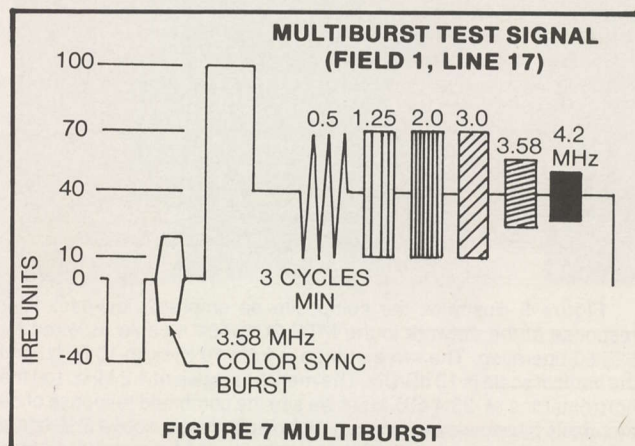 MULTIBURST TEST SIGNAL
(FIELD 1, LINE 17)
100
70
40
10
0
-40
IRE UNITS
0.5 1.25 2.0 3.0
3.58
4.2
MHz
3 CYCLES
MIN
3.58 MHz
COLOR SYNC
BURST
FIGURE 7 MULTIBURST